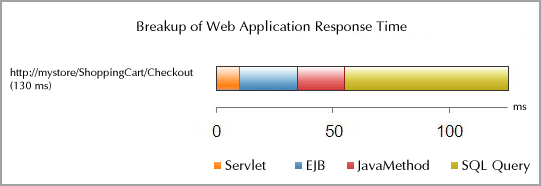 Breakup of Web Application Response Time
http://mystore/ShoppingCart/Checkout
(130 ms)
ms
0 50 100
Servlet EJB JavaMethod SQL Query